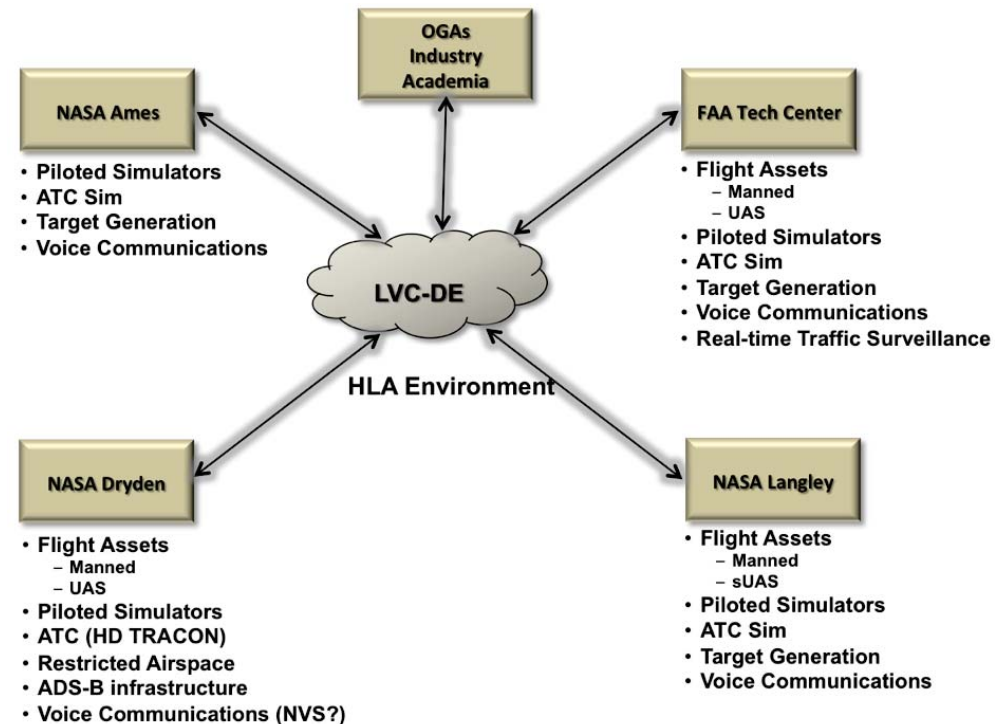 OGAs
Industry
Academia
NASA Ames
• Piloted Simulators
• ATC Sim
• Target Generation
• Voice Communications
FAA Tech Center
• Flight Assets
– Manned
– UAS
• Piloted Simulators
• ATC Sim
• Target Generation
• Voice Communications
• Real-time Traffic Surveillance
LVC-DE
HLA Environment
NASA Dryden
• Flight Assets
– Manned
– UAS
• Piloted Simulators
• ATC (HD TRACON)
• Restricted Airspace
• ADS-B infrastructure
• Voice Communications (NVS?)
NASA Langley
• Flight Assets
– Manned
– sUAS
• Piloted Simulators
• ATC Sim
• Target Generation
• Voice Communications